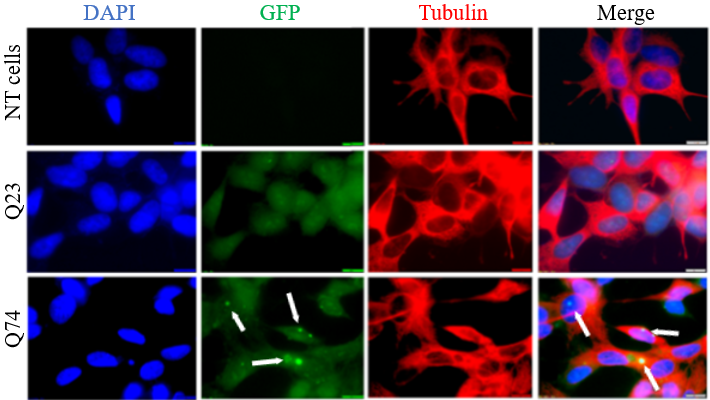 DAPI GFP Tubulin Merge
NT cells
Q23
Q74